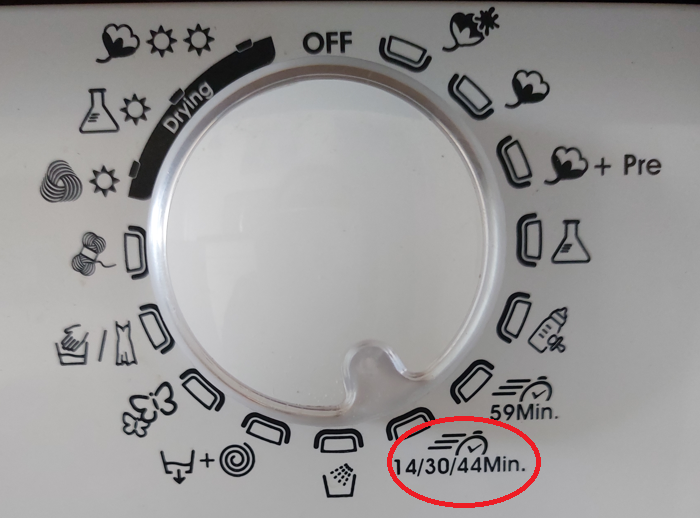 OFF
Drying
+ Pre
59Min.
14/30/44Min.
+
/